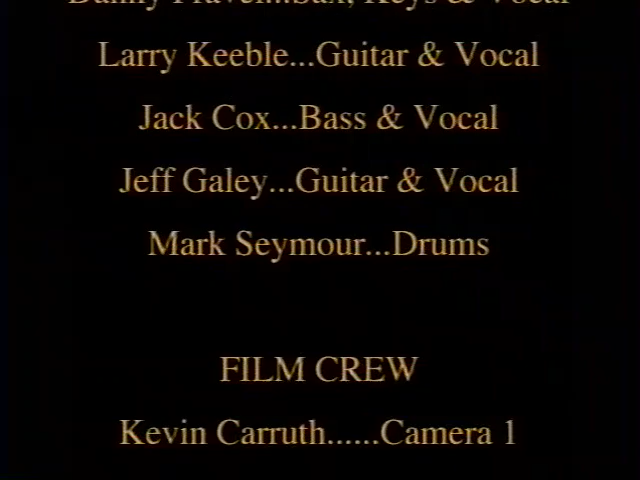 Larry Keeble...Guitar & Vocal
Jack Cox...Bass & Vocal
Jeff Galey...Guitar & Vocal
Mark Seymour...Drums
FILM CREW
Kevin Carruth......Camera 1